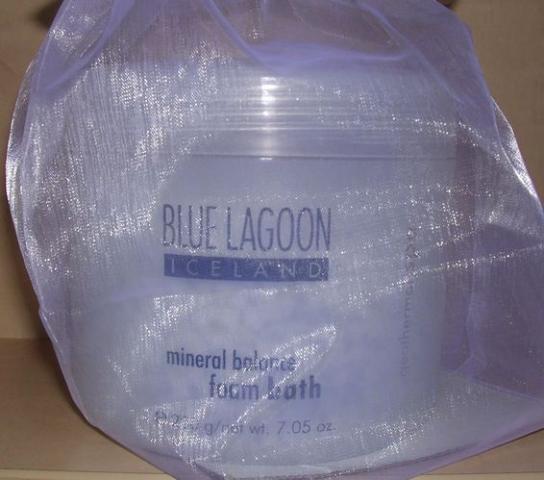 BLUE LAGOON
ICELAND
mineral balance
foam bath
g/net wt. 7.05 oz.